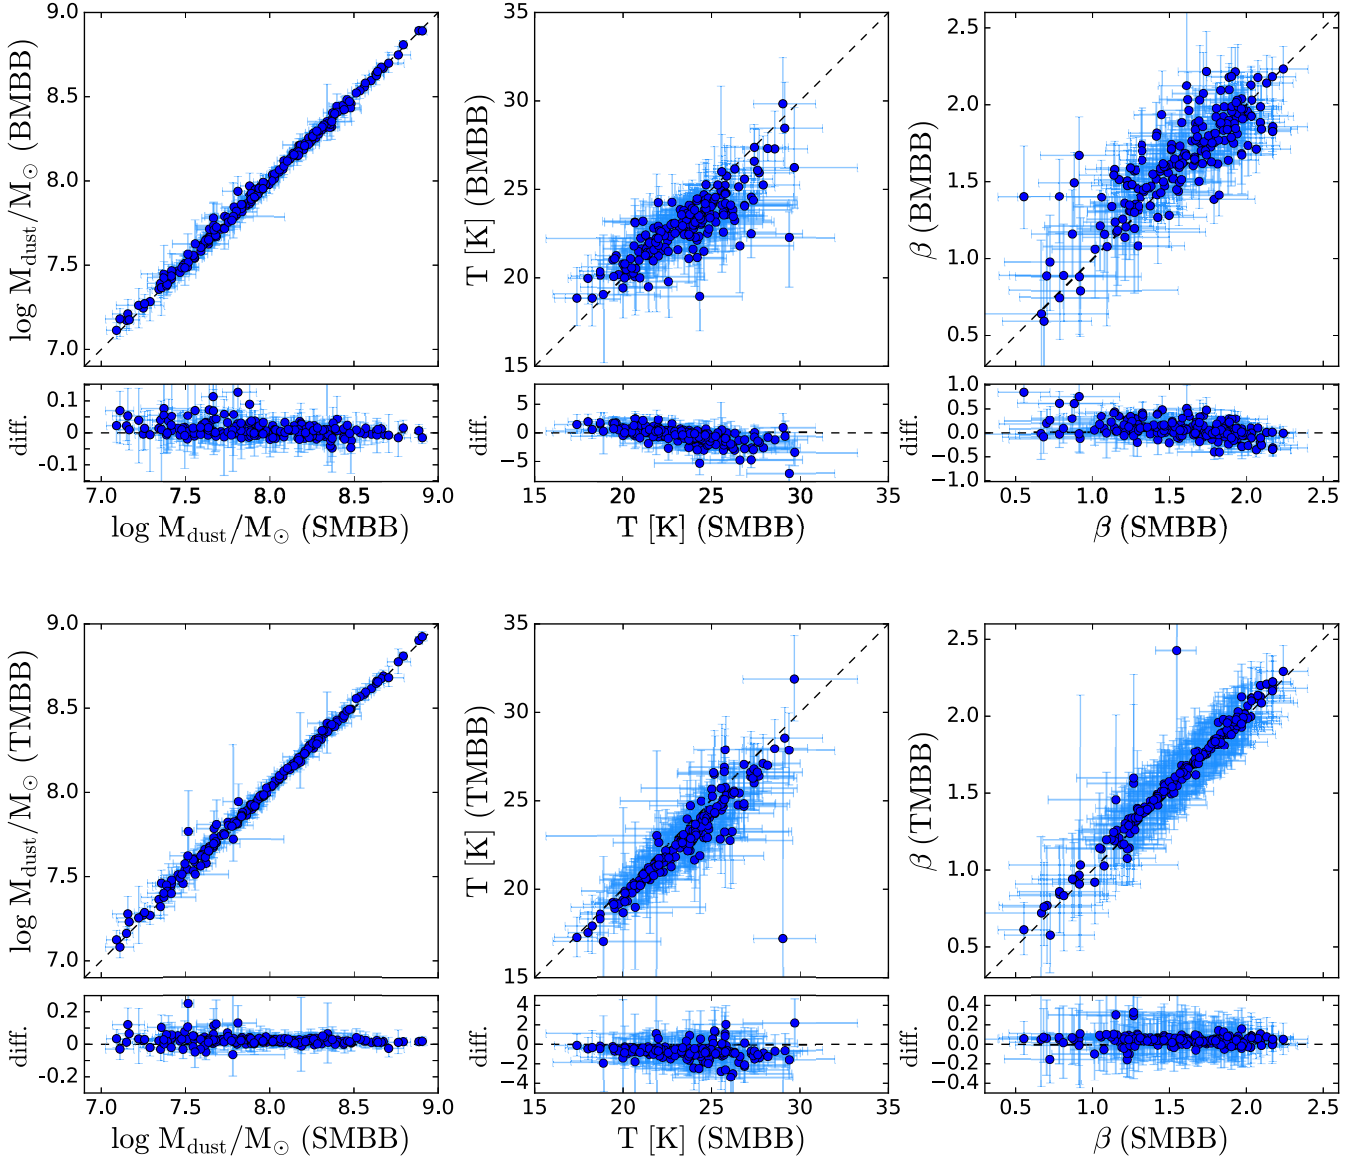 9.0
8.5
8.0
7.5
7.0
log M_dust/M_⊙ (BMBB)
35
30
25
20
15
T [K] (BMBB)
2.5
2.0
1.5
1.0
0.5
β (BMBB)
0.1
0
-0.1
diff.
7.0 7.5 8.0 8.5 9.0
log M_dust/M_⊙ (SMBB)
5
0
−5
diff.
15 20 25 30 35
T [K] (SMBB)
1.0
0.5
0.0
−0.5
−1.0
diff.
0.5 1.0 1.5 2.0 2.5
β (SMBB)
9.0
8.5
8.0
7.5
7.0
log M_dust/M_⊙ (TMBB)
35
30
25
20
15
T [K] (TMBB)
2.5
2.0
1.5
1.0
0.5
β (TMBB)
0.2
0
-0.2
diff.
7.0 7.5 8.0 8.5 9.0
log M_dust/M_⊙ (SMBB)
4
2
0
−2
−4
diff.
15 20 25 30 35
T [K] (SMBB)
0.4
0.2
0.0
−0.2
−0.4
diff.
0.5 1.0 1.5 2.0 2.5
β (SMBB)